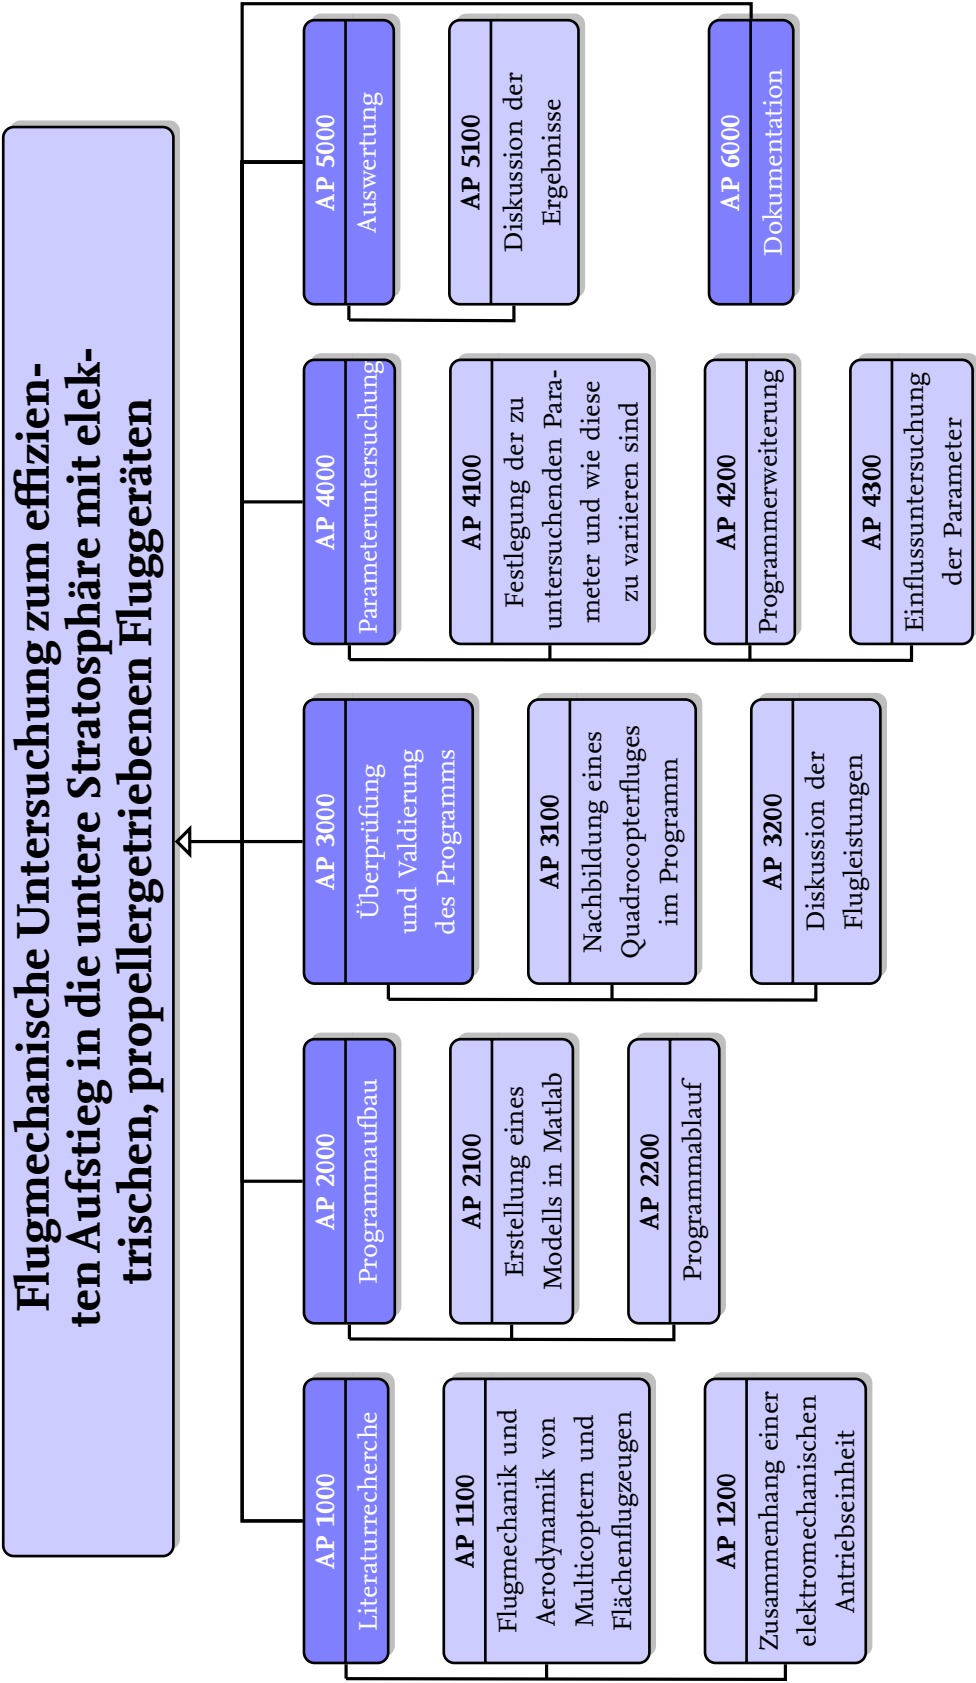 Flugmechanische Untersuchung zum effizien-
ten Aufstieg in die untere Stratosphäre mit elek-
trischen, propellergetriebenen Fluggeräten
AP 1000
Literaturrecherche
AP 1100
Flugmechanik und
Aerodynamik von
Multicoptern und
Flächenflugzeugen
AP 1200
Zusammenhang einer
elektromechanischen
Antriebseinheit
AP 2000
Programmaufbau
AP 2100
Erstellung eines
Modells in Matlab
AP 2200
Programmablauf
AP 3000
Überprüfung
und Valdierung
des Programms
AP 3100
Nachbildung eines
Quadrocopterfluges
im Programm
AP 3200
Diskussion der
Flugleistungen
AP 4000
Parameteruntersuchung
AP 4100
Festlegung der zu
untersuchenden Para-
meter und wie diese
zu variieren sind
AP 4200
Programmerweiterung
AP 4300
Einflussuntersuchung
der Parameter
AP 5000
Auswertung
AP 5100
Diskussion der
Ergebnisse
AP 6000
Dokumentation